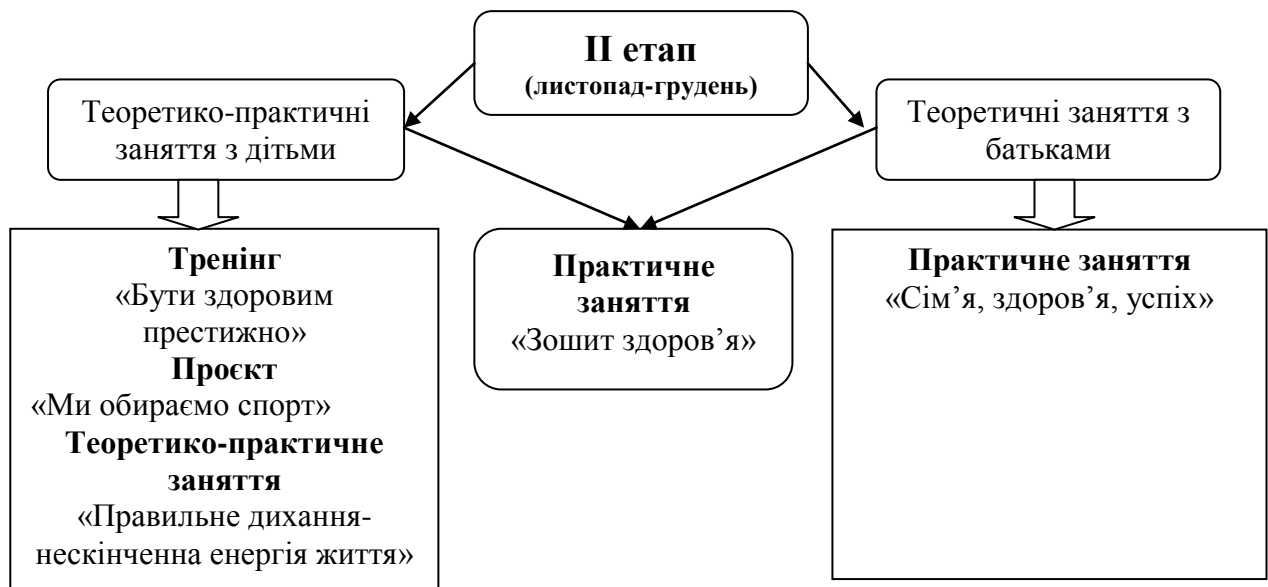 ІІ етап
(листопад-грудень)
Теоретико-практичні
заняття з дітьми
Теоретичні заняття з
батьками
Тренінг
«Бути здоровим
престижно»
Проєкт
«Ми обираємо спорт»
Теоретико-практичне
заняття
«Правильне дихання-
нескінченна енергія життя»
Практичне
заняття
«Зошит здоров’я»
Практичне заняття
«Сім’я, здоров’я, успіх»